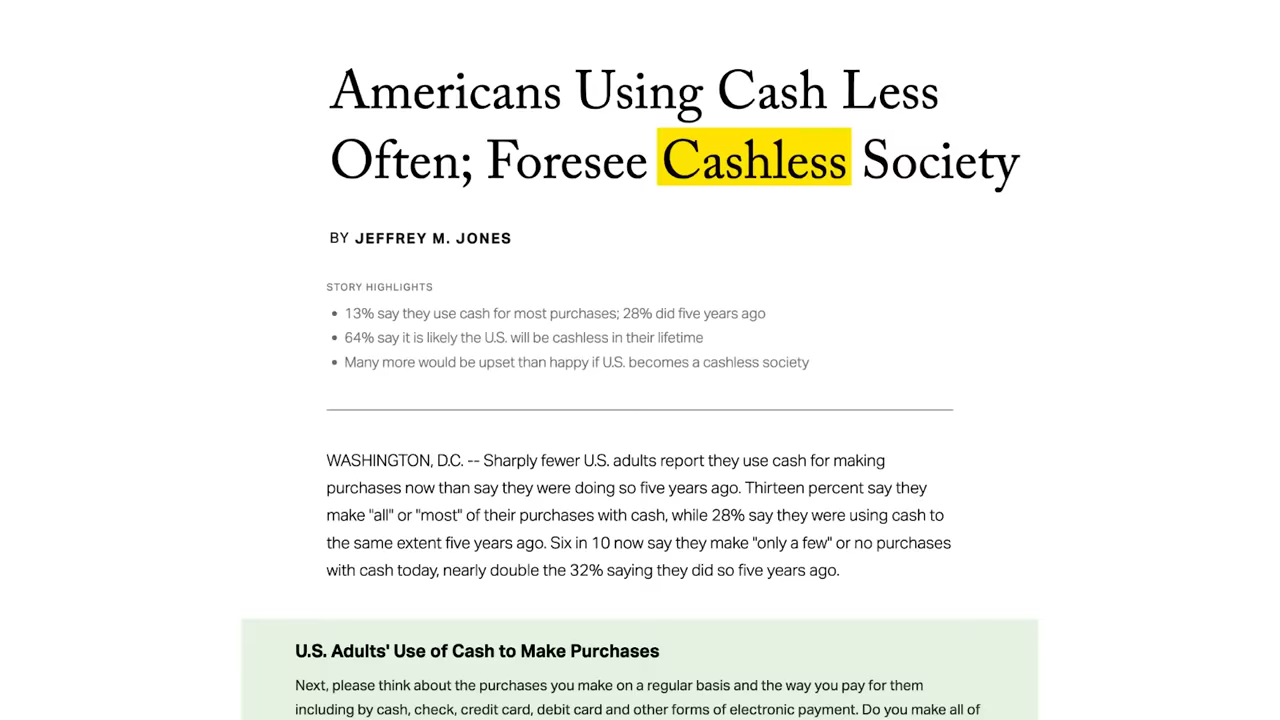 Americans Using Cash Less
Often; Foresee Cashless Society
BY JEFFREY M. JONES
STORY HIGHLIGHTS
• 13% say they use cash for most purchases; 28% did five years ago
• 64% say it is likely the U.S. will be cashless in their lifetime
• Many more would be upset than happy if U.S. becomes a cashless society
WASHINGTON, D.C. -- Sharply fewer U.S. adults report they use cash for making
purchases now than say they were doing so five years ago. Thirteen percent say they
make "all" or "most" of their purchases with cash, while 28% say they were using cash to
the same extent five years ago. Six in 10 now say they make "only a few" or no purchases
with cash today, nearly double the 32% saying they did so five years ago.
U.S. Adults' Use of Cash to Make Purchases
Next, please think about the purchases you make on a regular basis and the way you pay for them
including by cash, check, credit card, debit card and other forms of electronic payment. Do you make all of